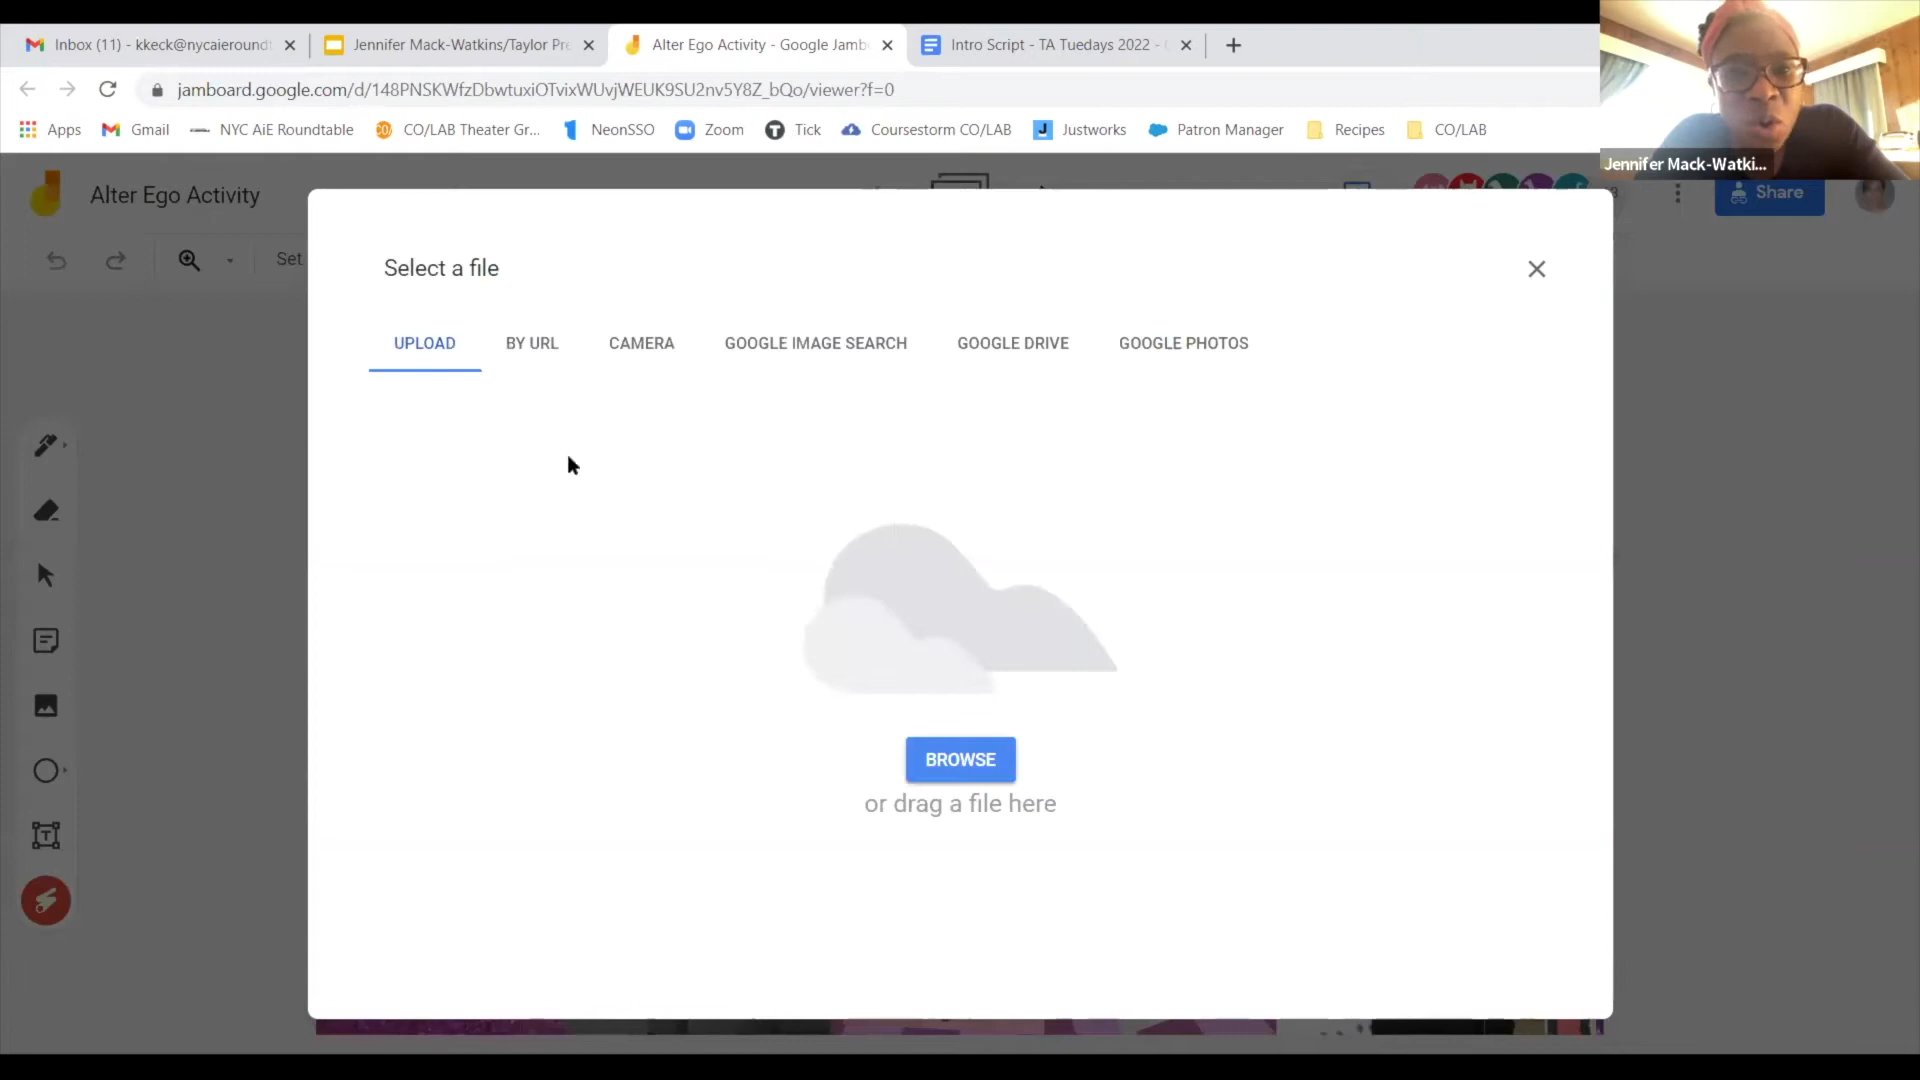 Inbox (11) - kkeck@nycaieround
Jennifer Mack-Watkins/Taylor Pre
Alter Ego Activity - Google Jamb
Intro Script - TA Tuedays 2022 -
jamboard.google.com/d/148PNSKWfzDbwtuxiOTvixWUvjWEUK9SU2nv5Y8Z_bQo/viewer?f=0
Apps
Gmail
NYC AiE Roundtable
CO/LAB Theater Gr...
NeonSSO
Zoom
Tick
Coursestorm CO/LAB
Justworks
Patron Manager
Recipes
CO/LAB
Jennifer Mack-Watki...
Alter Ego Activity
Share
Set
Select a file
UPLOAD
BY URL
CAMERA
GOOGLE IMAGE SEARCH
GOOGLE DRIVE
GOOGLE PHOTOS
BROWSE
or drag a file here